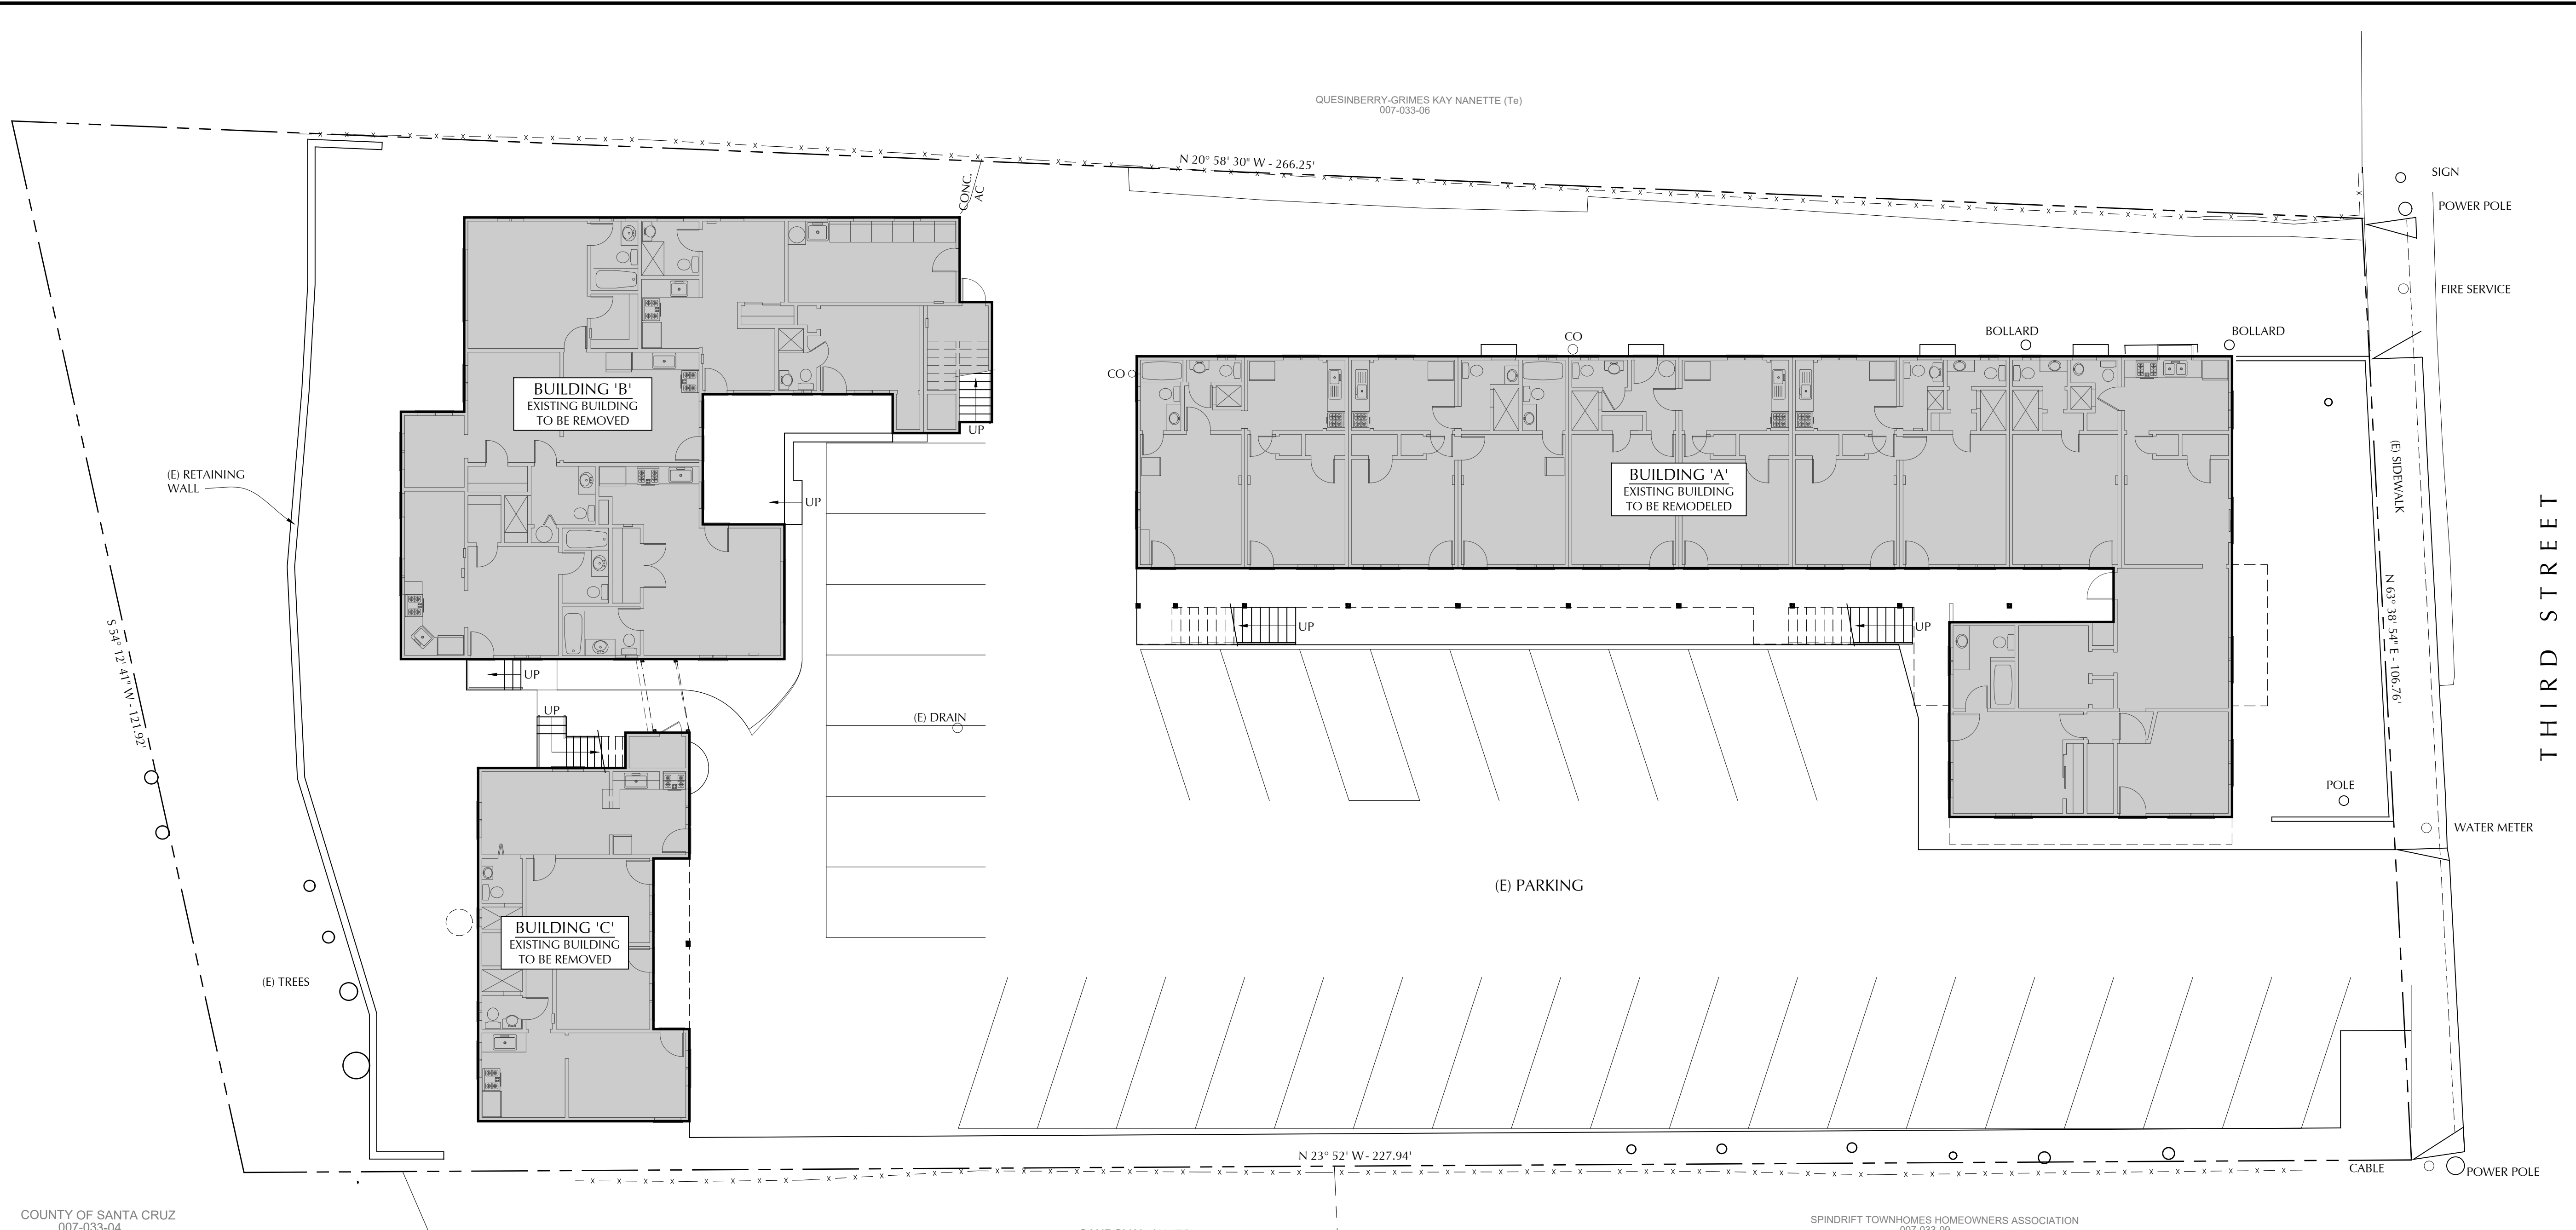 QUESINBERRY-GRIMES KAY NANETTE (Te)
007-033-06
N 20° 58' 30" W - 266.25'
SIGN
POWER POLE
CONC.
AC
FIRE SERVICE
BOLLARD
BOLLARD
CO
CO
BUILDING 'B'
EXISTING BUILDING
TO BE REMOVED
UP
(E) RETAINING
WALL
UP
BUILDING 'A'
EXISTING BUILDING
TO BE REMODELED
(E) SIDEWALK
THIRD STREET
N 63° 38' 54" E - 106.76'
UP
UP
S 54° 12' 41" W - 121.92'
UP
UP
(E) DRAIN
POLE
WATER METER
(E) PARKING
BUILDING 'C'
EXISTING BUILDING
TO BE REMOVED
(E) TREES
N 23° 52' W - 227.94'
CABLE
POWER POLE
COUNTY OF SANTA CRUZ
007-033-04
SPINDRIFT TOWNHOMES HOMEOWNERS ASSOCIATION
007-033-09